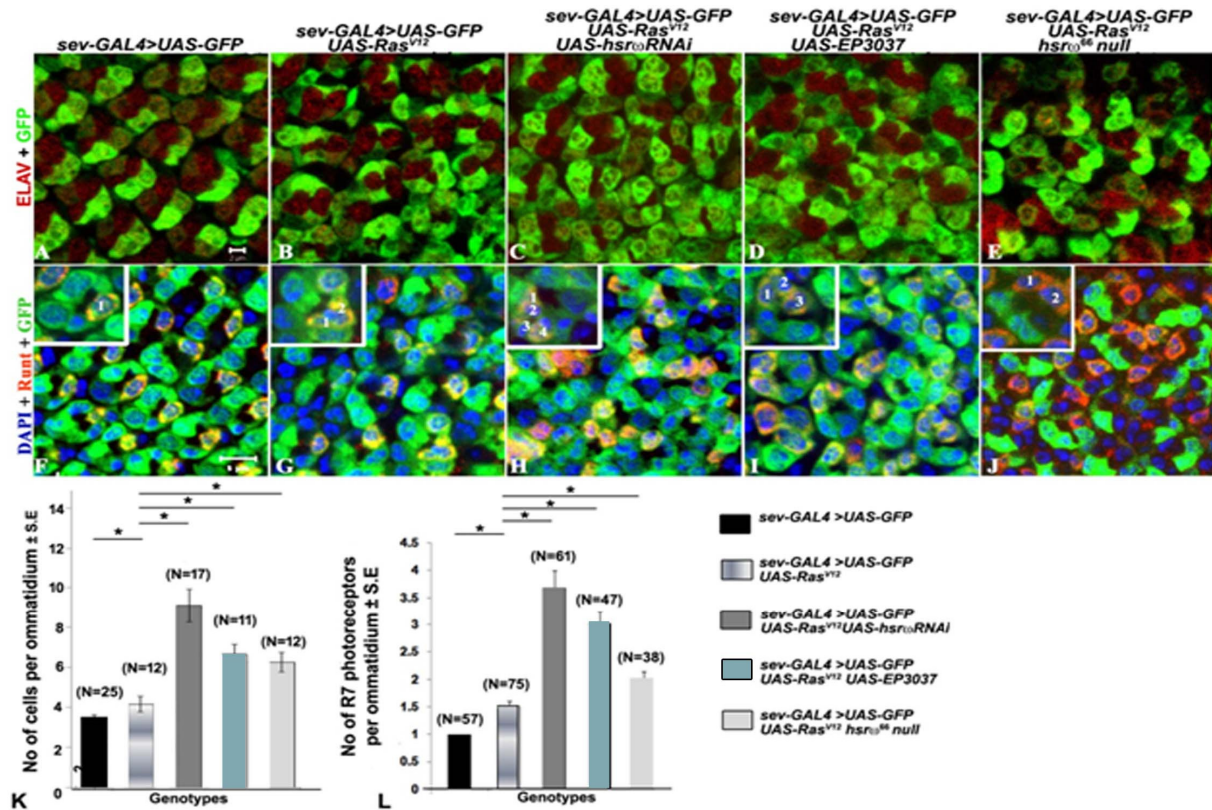 sev-GAL4>UAS-GFP
sev-GAL4>UAS-GFP
UAS-Rasⱽ¹²
sev-GAL4>UAS-GFP
UAS-Rasⱽ¹²
UAS-hsrωRNAi
sev-GAL4>UAS-GFP
UAS-Rasⱽ¹²
UAS-EP3037
sev-GAL4>UAS-GFP
UAS-Rasⱽ¹²
hsrω⁶⁶ null
ELAV + GFP
A
B
C
D
E
DAPI + Runt + GFP
1
1
2
1
2
3
4
1
2
3
1
2
F
G
H
I
J
No of cells per ommatidium ± S.E
14
12
10
8
6
4
2
0
*
*
*
*
(N=25)
(N=12)
(N=17)
(N=11)
(N=12)
Genotypes
K
No of R7 photoreceptors
per ommatidium ± S.E
4.5
4
3.5
3
2.5
2
1.5
1
0.5
0
*
*
*
*
(N=57)
(N=75)
(N=61)
(N=47)
(N=38)
Genotypes
L
sev-GAL4 >UAS-GFP
sev-GAL4 >UAS-GFP
UAS-Rasⱽ¹²
sev-GAL4 >UAS-GFP
UAS-Rasⱽ¹²UAS-hsrωRNAi
sev-GAL4 >UAS-GFP
UAS-Rasⱽ¹² UAS-EP3037
sev-GAL4 >UAS-GFP
UAS-Rasⱽ¹² hsrω⁶⁶ null